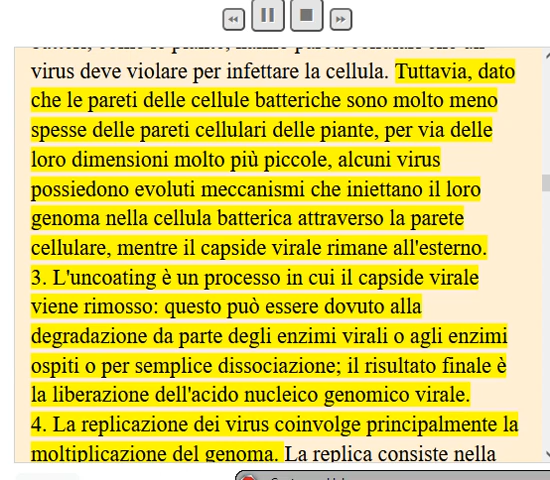 virus deve violare per infettare la cellula. Tuttavia, dato
che le pareti delle cellule batteriche sono molto meno
spesse delle pareti cellulari delle piante, per via delle
loro dimensioni molto più piccole, alcuni virus
possiedono evoluti meccanismi che iniettano il loro
genoma nella cellula batterica attraverso la parete
cellulare, mentre il capside virale rimane all'esterno.
3. L'uncoating è un processo in cui il capside virale
viene rimosso: questo può essere dovuto alla
degradazione da parte degli enzimi virali o agli enzimi
ospiti o per semplice dissociazione; il risultato finale è
la liberazione dell'acido nucleico genomico virale.
4. La replicazione dei virus coinvolge principalmente la
moltiplicazione del genoma. La replica consiste nella